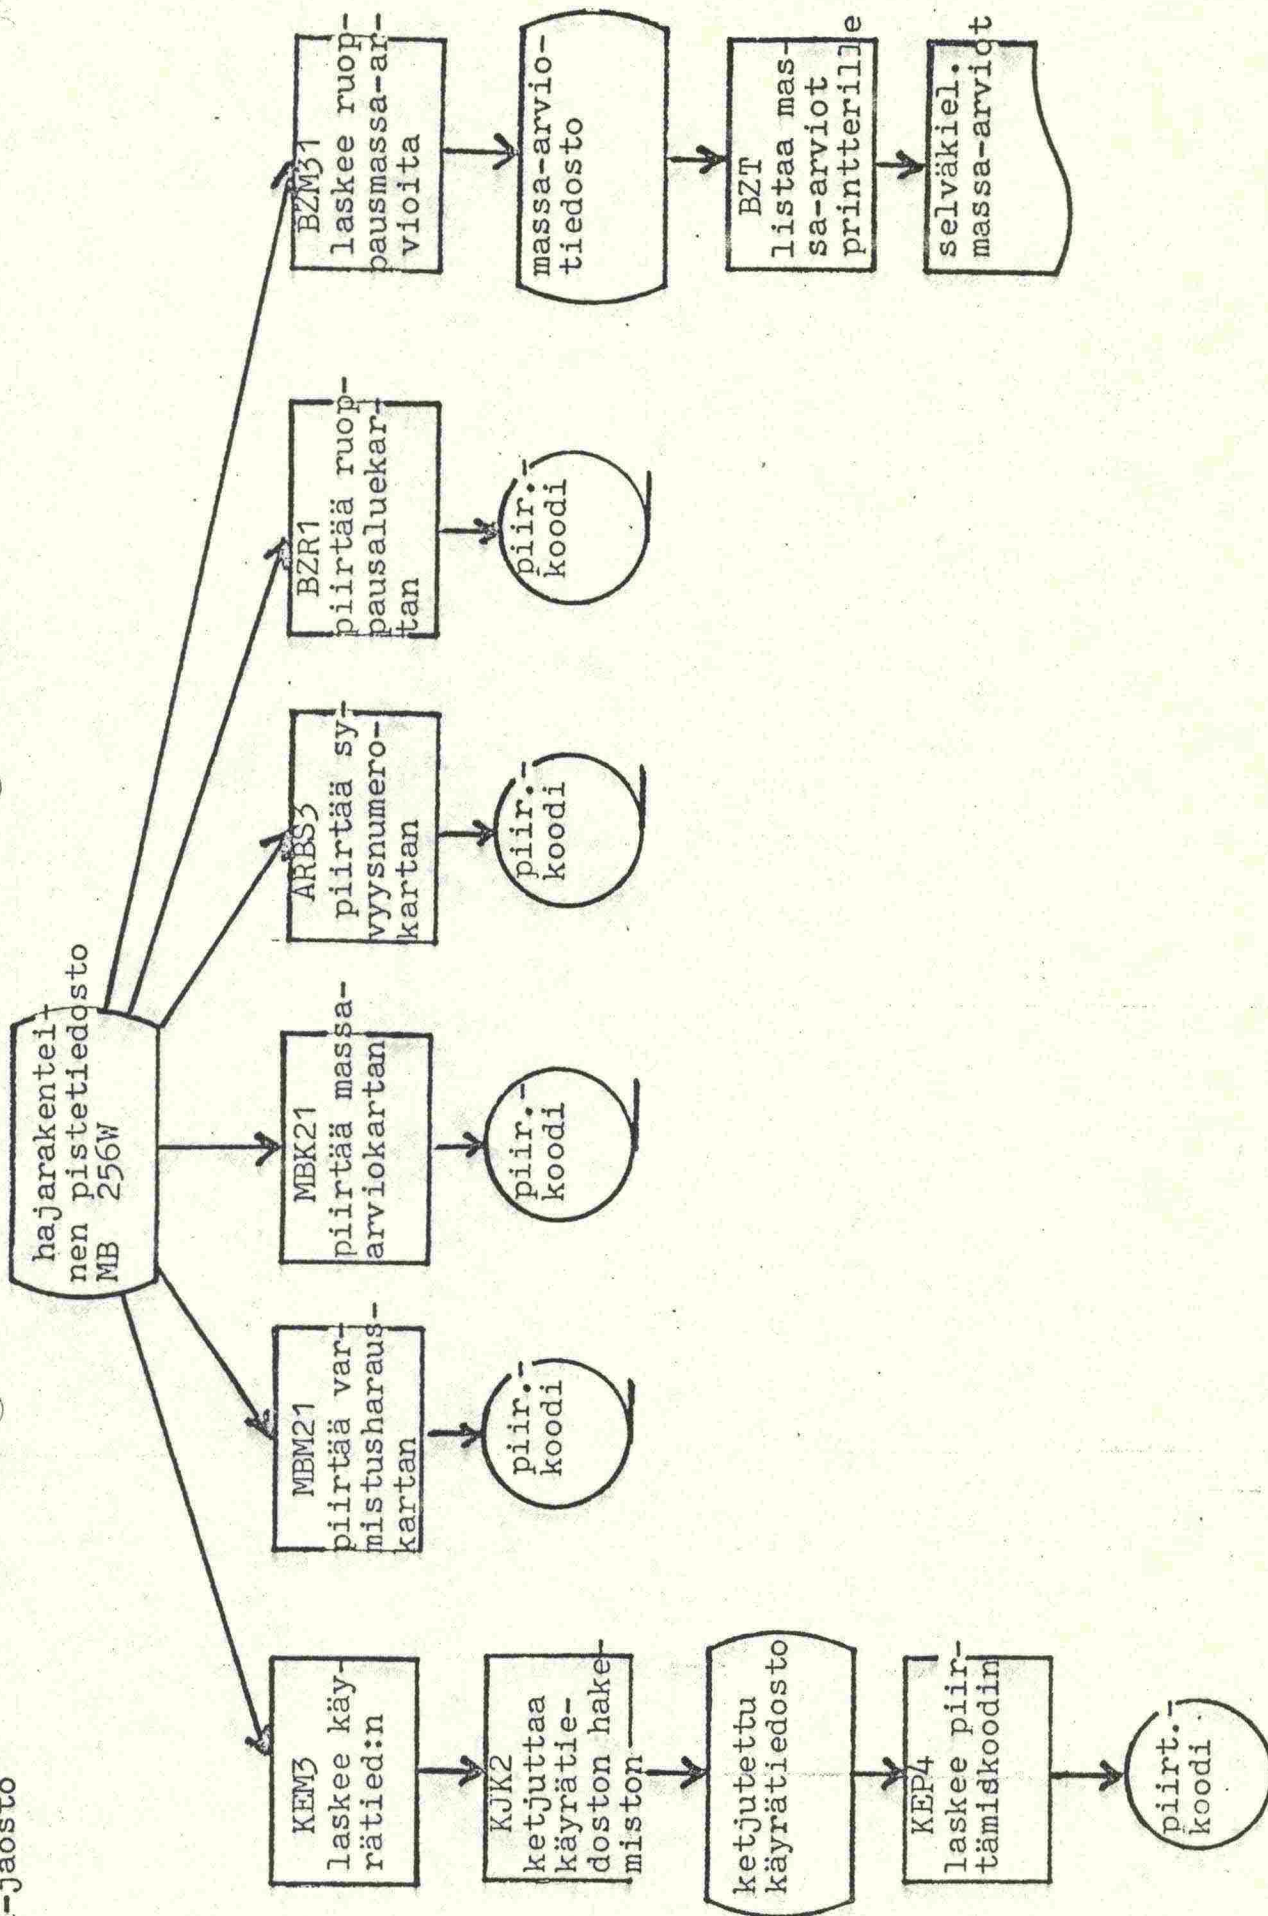 -jaosto
hajarakentei-
nen pistetiedosto
MB 256W
KEM3
laskee käy-
rätied:n
KJK2
ketjuttaa
käyrätie-
doston hake-
miston
ketjutettu
käyrätiedosto
KEP4
laskee piir-
tämiskoodin
piirt.-
koodi
MBM21
piirtää var-
mistusharaus-
kartan
piir.-
koodi
MBK21
piirtää massa-
arviokartan
piir.-
koodi
ARBS3
piirtää sy-
vyysnumero-
kartan
piir.-
koodi
BZR1
piirtää ruop-
pausaluekar-
tan
piir.-
koodi
BZM31
laskee ruop-
pausmassa-ar-
vioita
massa-arvio-
tiedosto
BZT
listaa mas-
sa-arviot
printterille
selväkiel.
massa-arviot